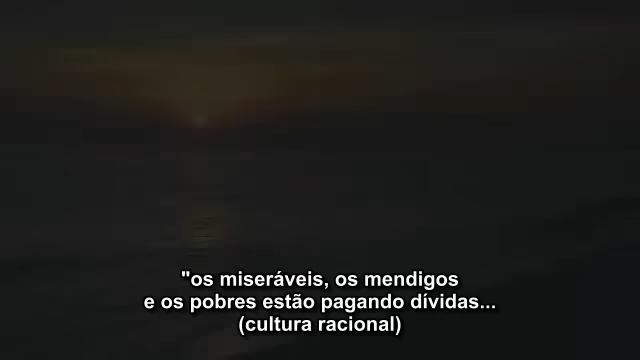 "os miseráveis, os mendigos
e os pobres estão pagando dívidas...
(cultura racional)